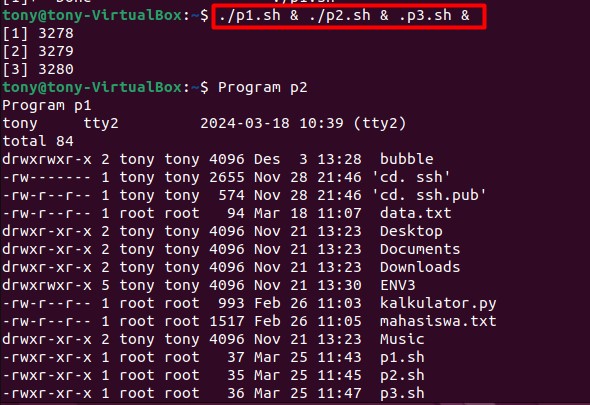 [1]+  Done                    ./p1.sh
tony@tony-VirtualBox:~$ ./p1.sh & ./p2.sh & .p3.sh &
[1] 3278
[2] 3279
[3] 3280
tony@tony-VirtualBox:~$ Program p2
Program p1
tony     tty2         2024-03-18 10:39 (tty2)
total 84
drwxrwxr-x 2 tony tony 4096 Des  3 13:28  bubble
-rw------- 1 tony tony 2655 Nov 28 21:46 'cd. ssh'
-rw-r--r-- 1 tony tony  574 Nov 28 21:46 'cd. ssh.pub'
-rw-r--r-- 1 root root   94 Mar 18 11:07  data.txt
drwxr-xr-x 2 tony tony 4096 Nov 21 13:23  Desktop
drwxr-xr-x 2 tony tony 4096 Nov 21 13:23  Documents
drwxr-xr-x 2 tony tony 4096 Nov 21 13:23  Downloads
drwxrwxr-x 5 tony tony 4096 Nov 21 13:30  ENV3
-rw-r--r-- 1 root root  993 Feb 26 11:03  kalkulator.py
-rw-r--r-- 1 root root 1517 Feb 26 11:05  mahasiswa.txt
drwxr-xr-x 2 tony tony 4096 Nov 21 13:23  Music
-rwxr-xr-x 1 root root   37 Mar 25 11:43  p1.sh
-rwxr-xr-x 1 root root   35 Mar 25 11:45  p2.sh
-rwxr-xr-x 1 root root   36 Mar 25 11:47  p3.sh